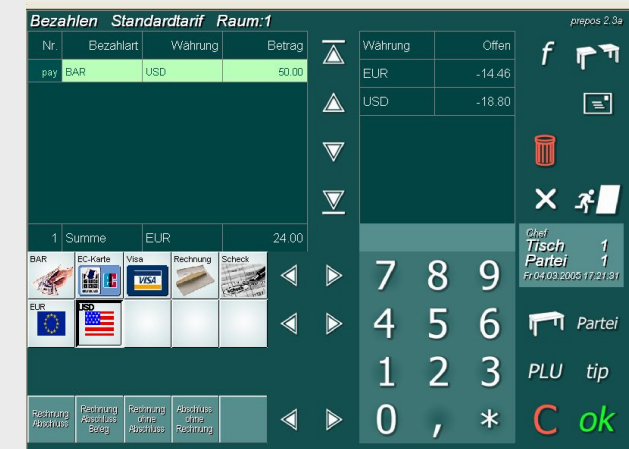 Bezahlen Standardtarif Raum:1
prepos 2.3a
Nr. Bezahlart Währung Betrag
pay BAR USD 50.00
Währung Offen
EUR -14.46
USD -18.80
f
1 Summe EUR 24.00
Chef
Tisch 1
Partei 1
Fr 04.03.2005 17:21:31
BAR EC-Karte Visa Rechnung Scheck
VISA
EUR USD
7 8 9
4 5 6
1 2 3
0 , *
Partei
PLU tip
C ok
Rechnung Abschluss
Rechnung Abschluss Beleg
Rechnung ohne Abschluss
Abschluss ohne Rechnung